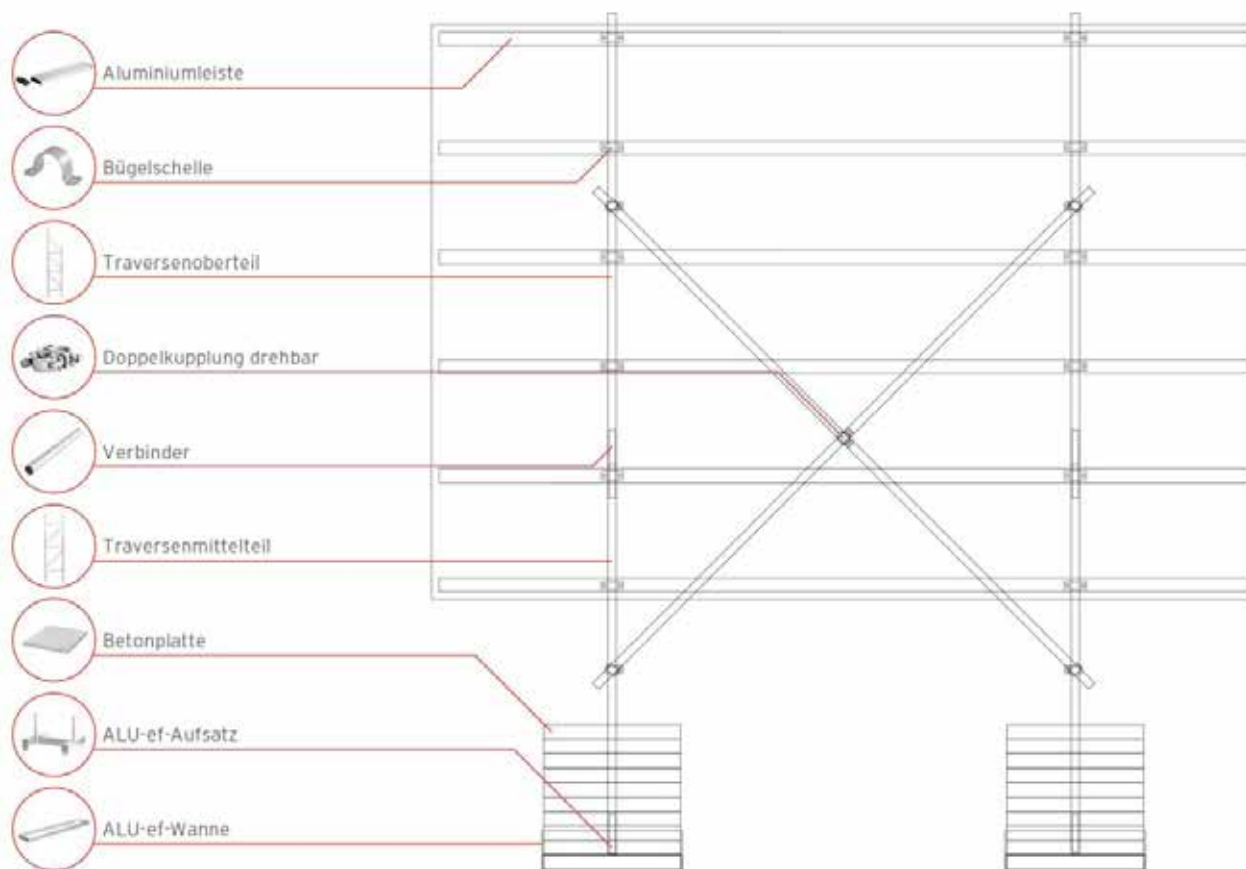 Aluminiumleiste
Bügelschelle
Traversenoberteil
Doppelkupplung drehbar
Verbinder
Traversenmittelteil
Betonplatte
ALU-ef-Aufsatz
ALU-ef-Wanne